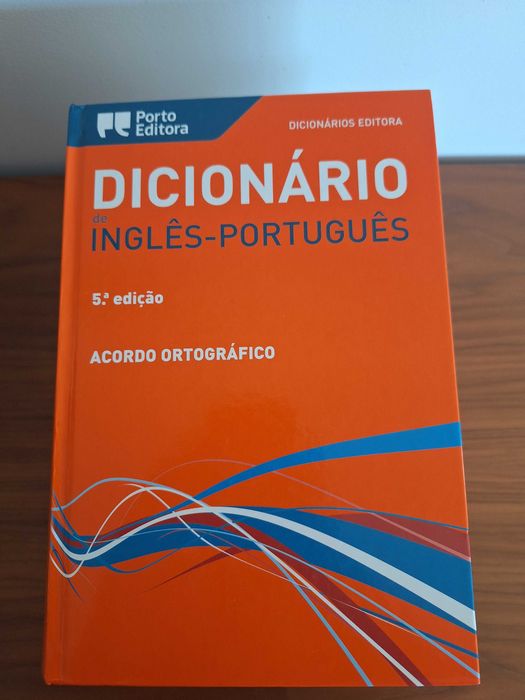 Porto
Editora
DICIONÁRIOS EDITORA
DICIONÁRIO
de
INGLÊS-PORTUGUÊS
5.ª edição
ACORDO ORTOGRÁFICO